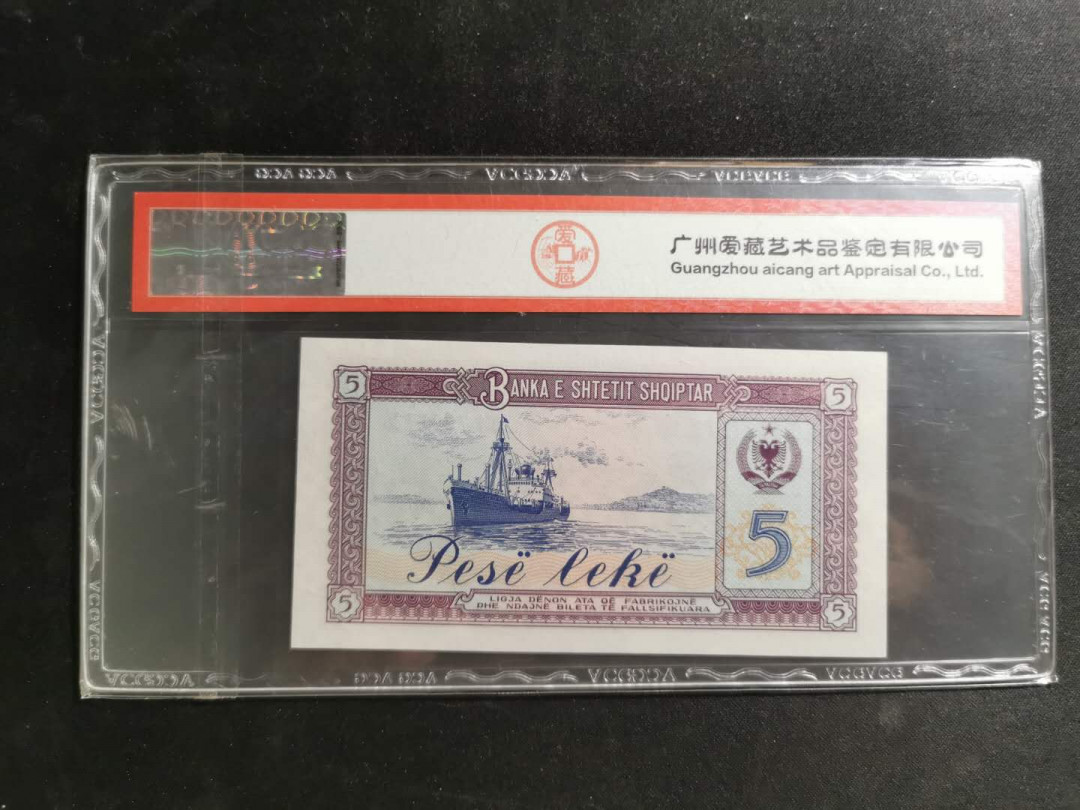 广州爱藏艺术品鉴定有限公司
Guangzhou aicang art Appraisal Co., Ltd.
爱
藏
5
5
BANKA E SHTETIT SHQIPTAR
5
Pesë lekë
LIGJA DËNON ATA QË FABRIKOJNË
DHE NDAJNË BILETA TË FALLSIFIKUARA
5
5